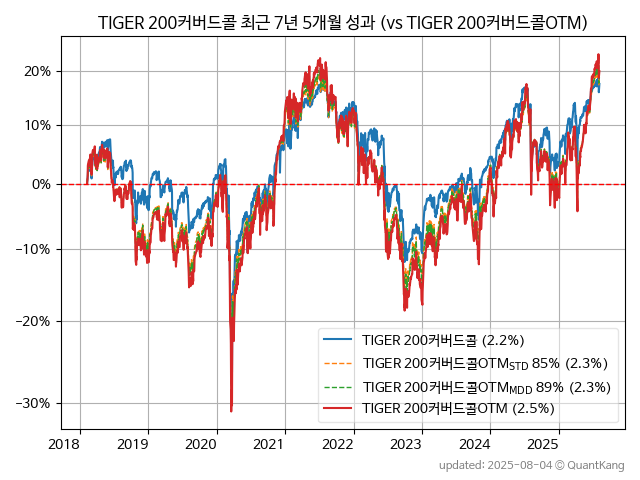 TIGER 200커버드콜 최근 7년 5개월 성과 (vs TIGER 200커버드콜OTM)
20%
10%
0%
−10%
−20%
−30%
TIGER 200커버드콜 (2.2%)
TIGER 200커버드콜OTM_STD 85% (2.3%)
TIGER 200커버드콜OTM_MDD 89% (2.3%)
TIGER 200커버드콜OTM (2.5%)
2018 2019 2020 2021 2022 2023 2024 2025
updated: 2025-08-04 © QuantKang